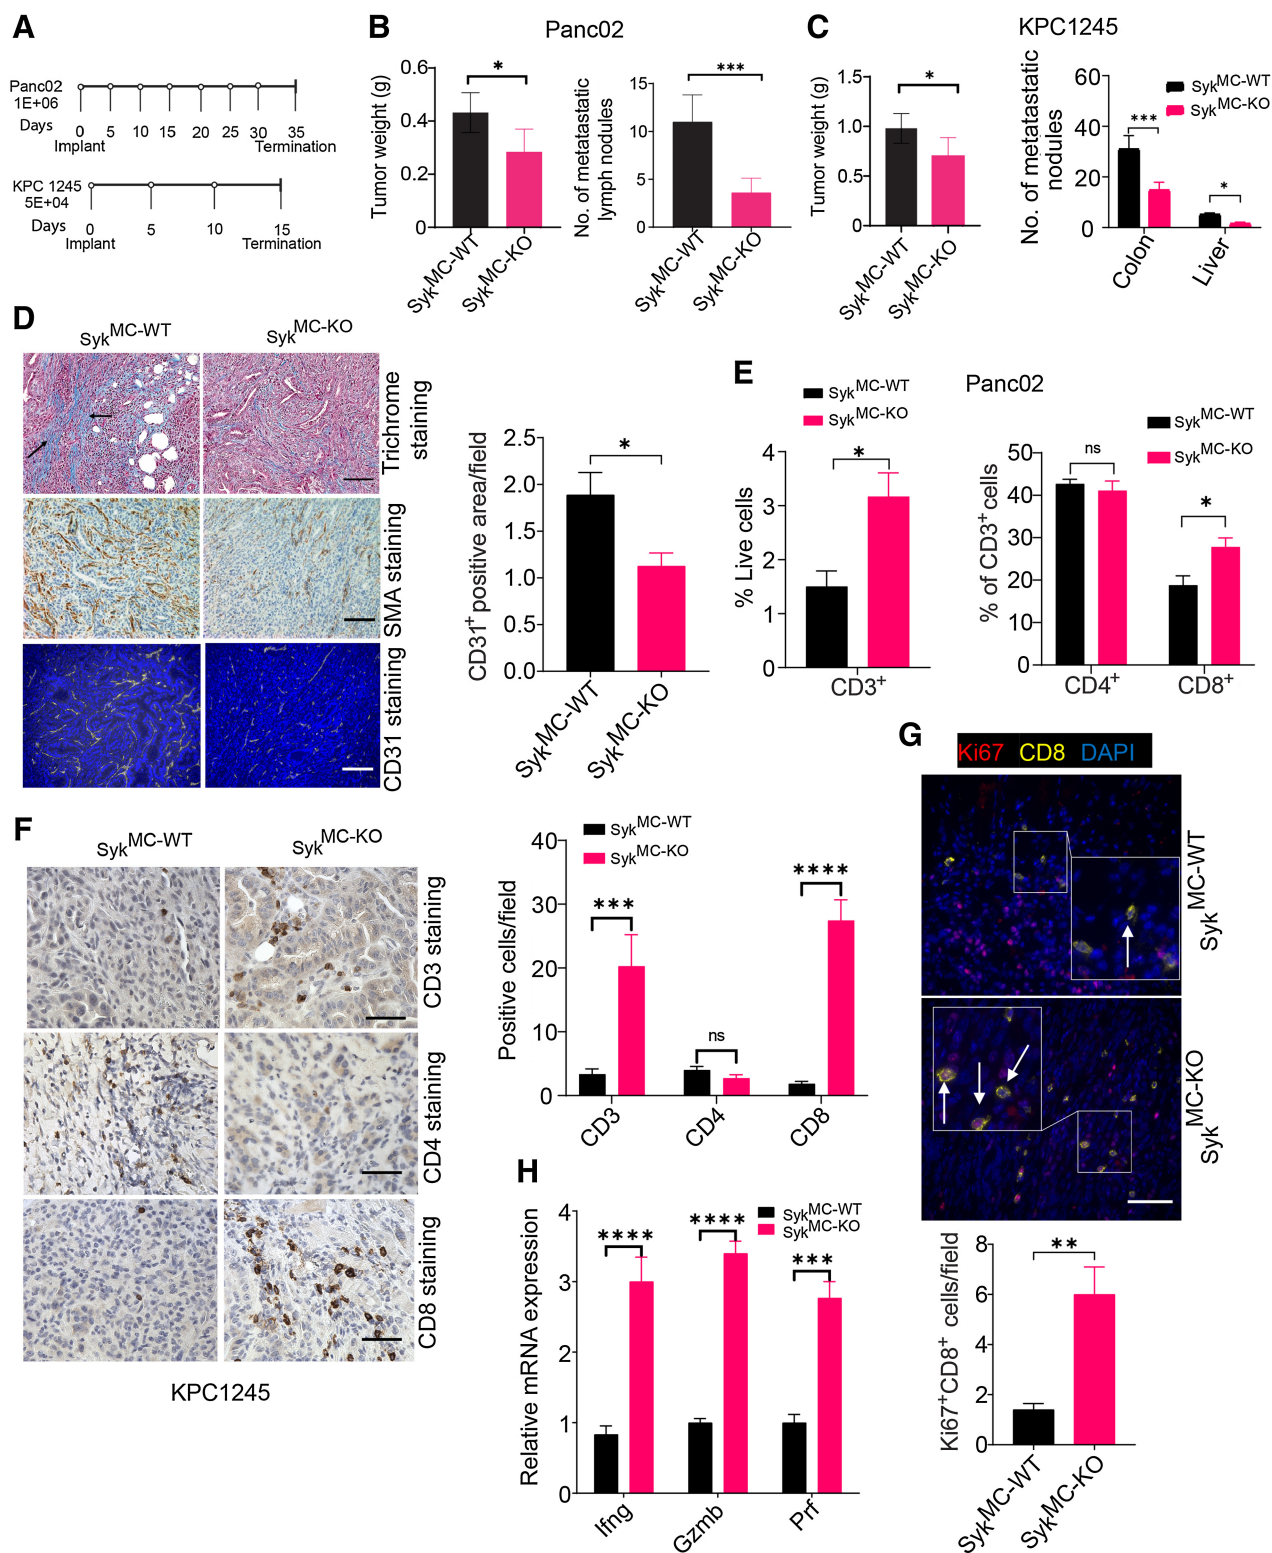 A
Panc02
1E+06
Days
0 5 10 15 20 25 30 35
Implant Termination
KPC 1245
5E+04
Days
0 5 10 15
Implant Termination
B
Panc02
Tumor weight (g)
0.6
0.4
0.2
0
*
SykMC-WT
SykMC-KO
No. of metastatic
lymph nodules
15
10
5
0
***
SykMC-WT
SykMC-KO
C
KPC1245
Tumor weight (g)
1.5
1.0
0.5
0
*
SykMC-WT
SykMC-KO
No. of metastastic
nodules
60
40
20
0
SykMC-WT
SykMC-KO
***
*
Colon
Liver
D
SykMC-WT
SykMC-KO
Trichrome
staining
SMA staining
CD31 staining
CD31+ positive area/field
2.5
2.0
1.5
1.0
0.5
0.0
*
SykMC-WT
SykMC-KO
E
SykMC-WT
SykMC-KO
% Live cells
4
3
2
1
0
*
CD3+
Panc02
SykMC-WT
SykMC-KO
% of CD3+ cells
50
40
30
20
10
0
ns
*
CD4+
CD8+
F
SykMC-WT
SykMC-KO
CD3 staining
CD4 staining
CD8 staining
KPC1245
SykMC-WT
SykMC-KO
Positive cells/field
40
30
20
10
0
***
ns
****
CD3
CD4
CD8
G
Ki67 CD8 DAPI
SykMC-WT
SykMC-KO
Ki67+CD8+ cells/field
8
6
4
2
0
**
SykMC-WT
SykMC-KO
H
SykMC-WT
SykMC-KO
Relative mRNA expression
4
3
2
1
0
****
****
***
Ifng
Gzmb
Prf